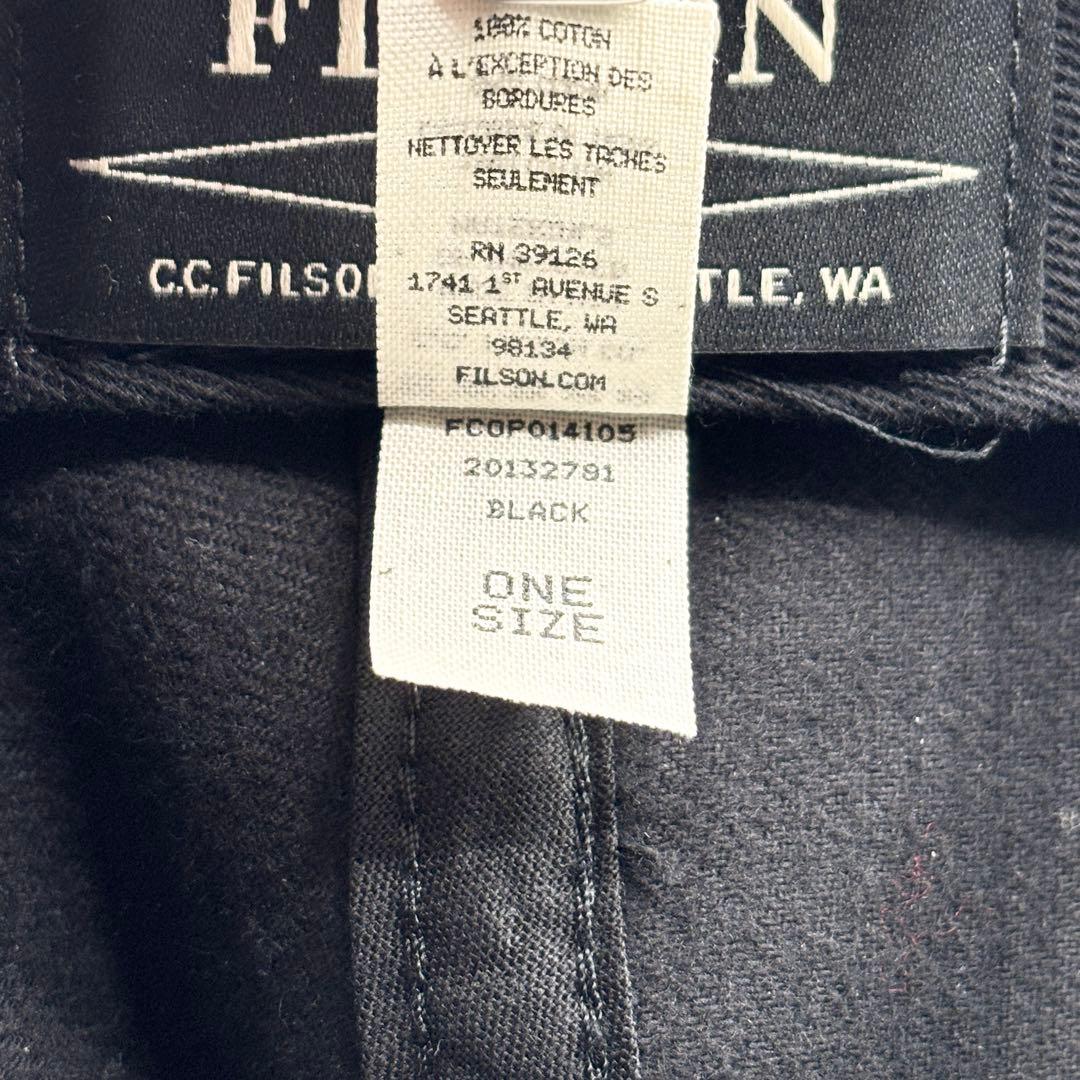 100% COTON
À L'EXCEPTION DES
BORDURES
NETTOYER LES TACHES
SEULEMENT
RN 39126
1741 1ST AVENUE S
SEATTLE, WA
98134
FILSON.COM
FCOP014105
20132781
BLACK
ONE
SIZE
C.C. FILSO
TLE, WA